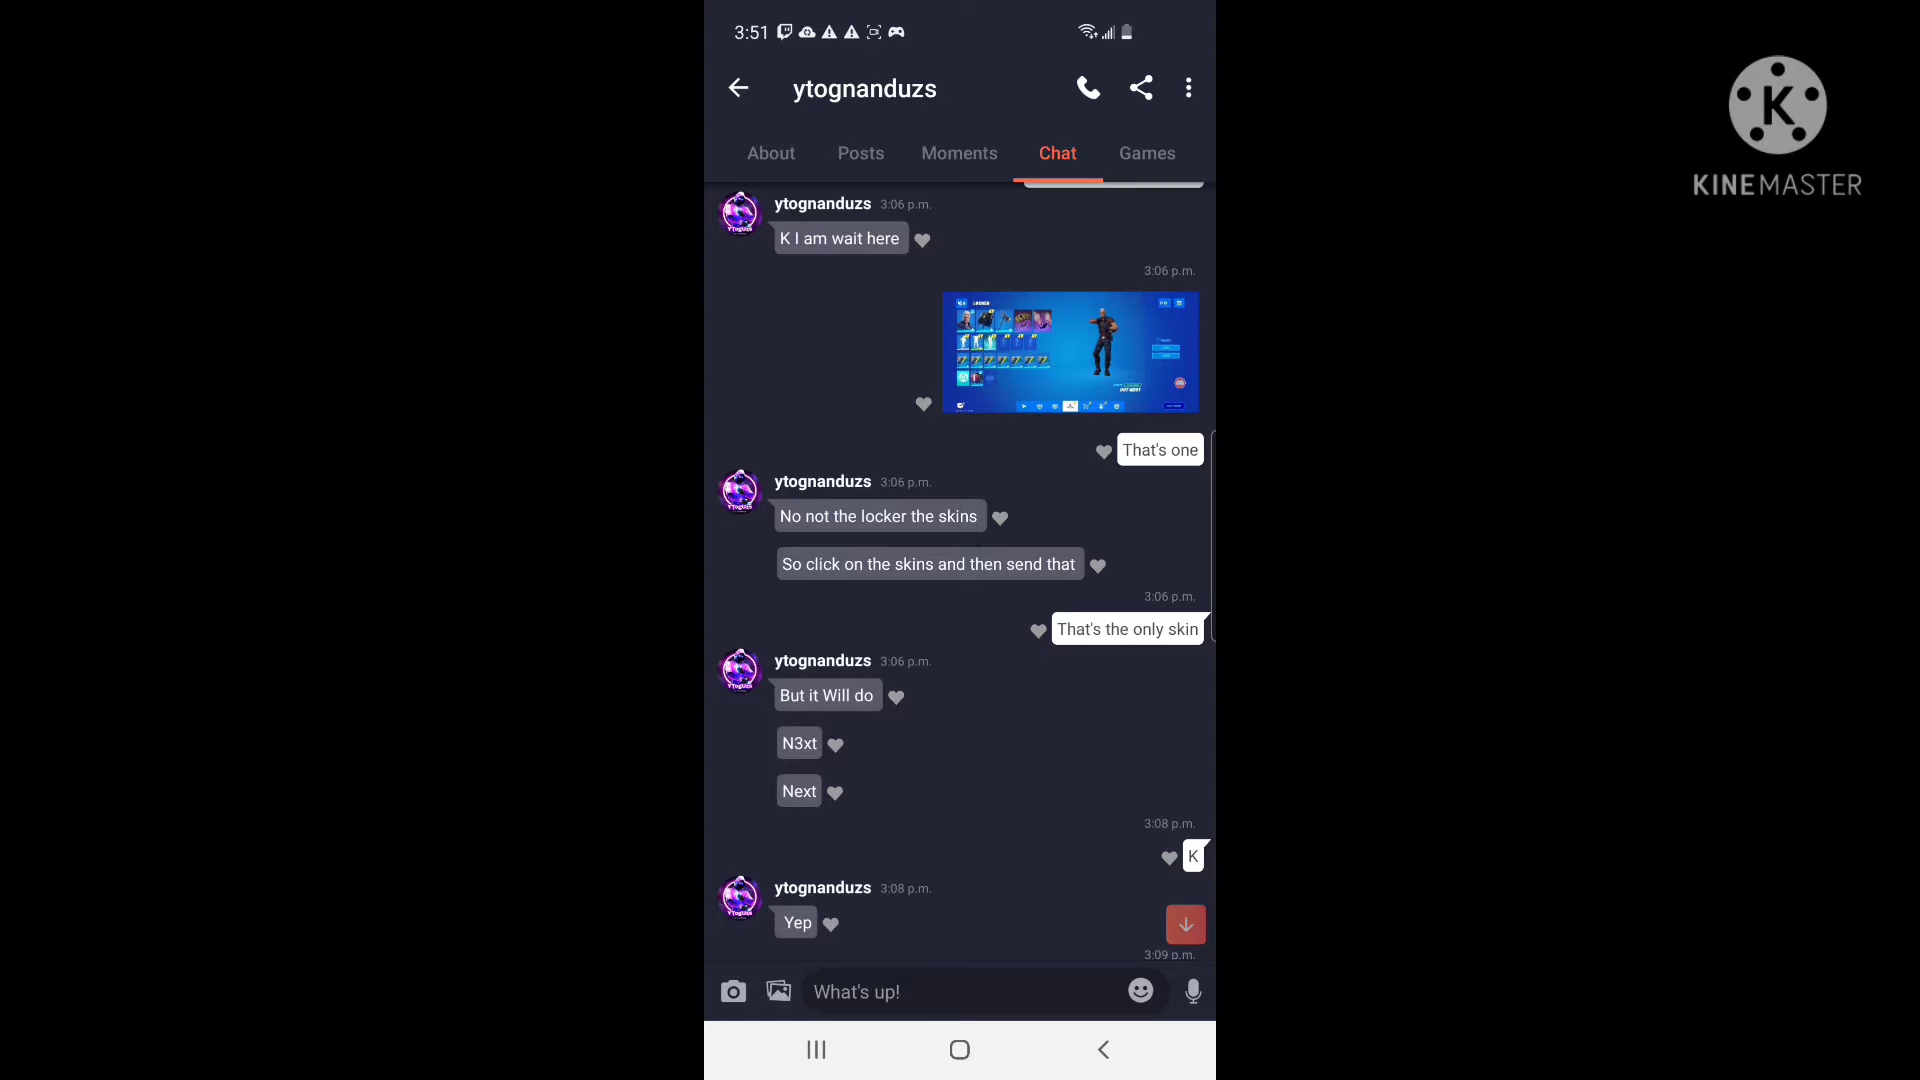 3:51
ytognanduzs
About Posts Moments Chat Games
ytognanduzs 3:06 p.m.
K I am wait here
3:06 p.m.
LOCKER
That's one
ytognanduzs 3:06 p.m.
No not the locker the skins
So click on the skins and then send that
3:06 p.m.
That's the only skin
ytognanduzs 3:06 p.m.
But it Will do
N3xt
Next
3:08 p.m.
K
ytognanduzs 3:08 p.m.
Yep
3:09 p.m.
What's up!
K
KINEMASTER